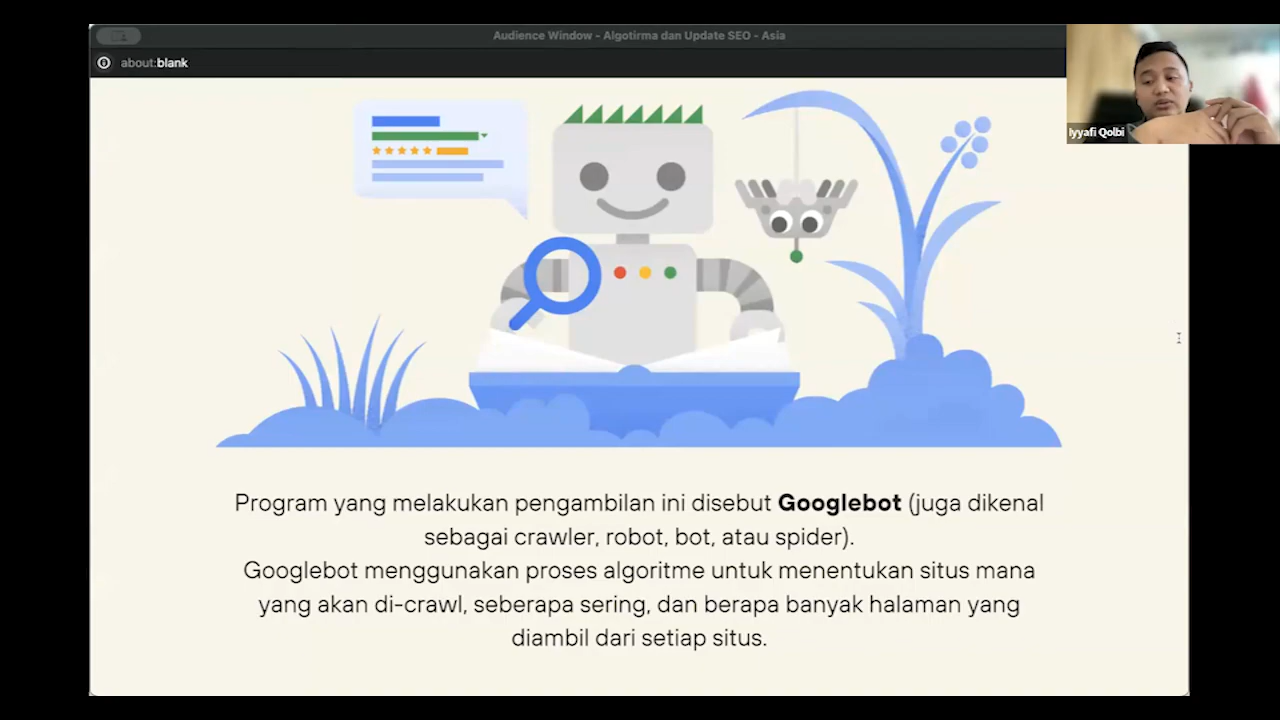 Audience Window - Algotirma dan Update SEO - Asia
about:blank
Iyyafi Qolbi
Program yang melakukan pengambilan ini disebut Googlebot (juga dikenal
sebagai crawler, robot, bot, atau spider).
Googlebot menggunakan proses algoritme untuk menentukan situs mana
yang akan di-crawl, seberapa sering, dan berapa banyak halaman yang
diambil dari setiap situs.